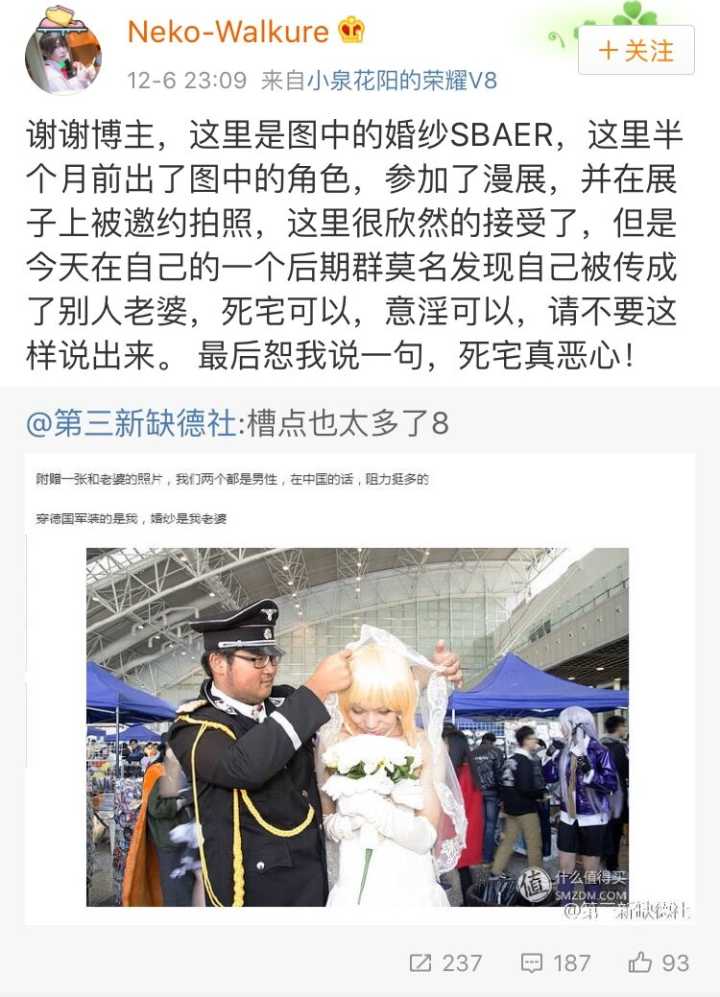 Neko-Walkure
12-6 23:09 来自小泉花阳的荣耀V8
＋关注
谢谢博主，这里是图中的婚纱SBAER，这里半
个月前出了图中的角色，参加了漫展，并在展
子上被邀约拍照，这里很欣然的接受了，但是
今天在自己的一个后期群莫名发现自己被传成
了别人老婆，死宅可以，意淫可以，请不要这
样说出来。 最后恕我说一句，死宅真恶心！
@第三新缺德社:槽点也太多了8
附赠一张和老婆的照片，我们两个都是男性，在中国的话，阻力挺多的
穿德国军装的是我，婚纱是我老婆
值 什么值得买
SMZDM.COM
@第三新缺德社
237 187 93